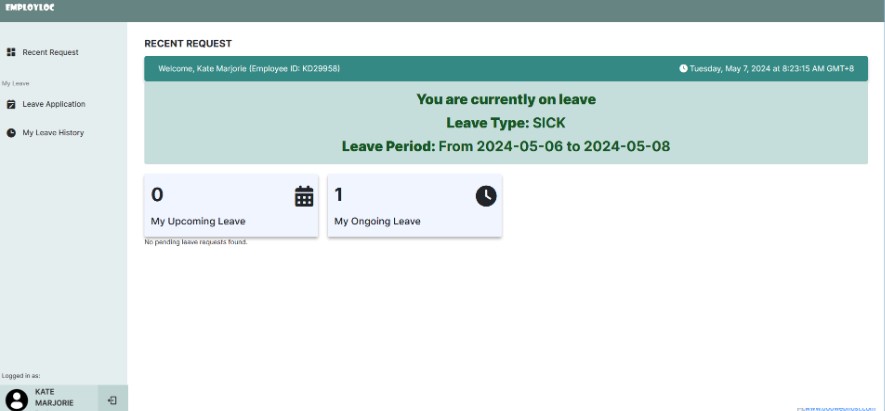 EMPLOYLOC
Recent Request
My Leave
Leave Application
My Leave History
RECENT REQUEST
Welcome, Kate Marjorie (Employee ID: KD29958)
Tuesday, May 7, 2024 at 8:23:15 AM GMT+8
You are currently on leave
Leave Type: SICK
Leave Period: From 2024-05-06 to 2024-05-08
0
My Upcoming Leave
1
My Ongoing Leave
No pending leave requests found.
Logged in as:
KATE
MARJORIE